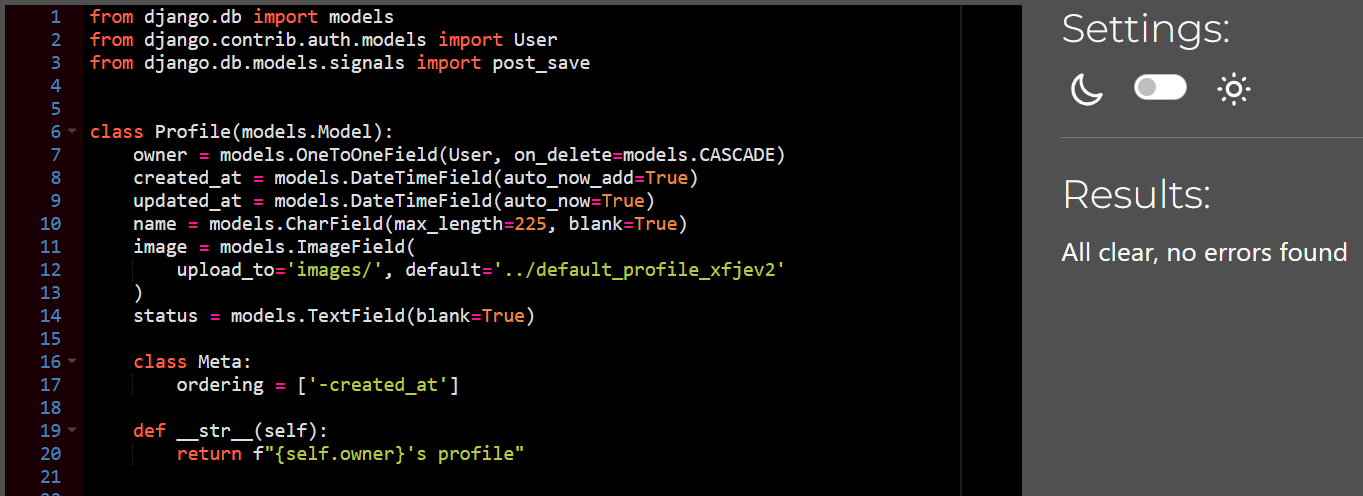 1 from django.db import models
2 from django.contrib.auth.models import User
3 from django.db.models.signals import post_save
4
5
6 class Profile(models.Model):
7     owner = models.OneToOneField(User, on_delete=models.CASCADE)
8     created_at = models.DateTimeField(auto_now_add=True)
9     updated_at = models.DateTimeField(auto_now=True)
10     name = models.CharField(max_length=225, blank=True)
11     image = models.ImageField(
12         upload_to='images/', default='../default_profile_xfjev2'
13     )
14     status = models.TextField(blank=True)
15
16     class Meta:
17         ordering = ['-created_at']
18
19     def __str__(self):
20         return f"{self.owner}'s profile"
21
Settings:
Results:
All clear, no errors found